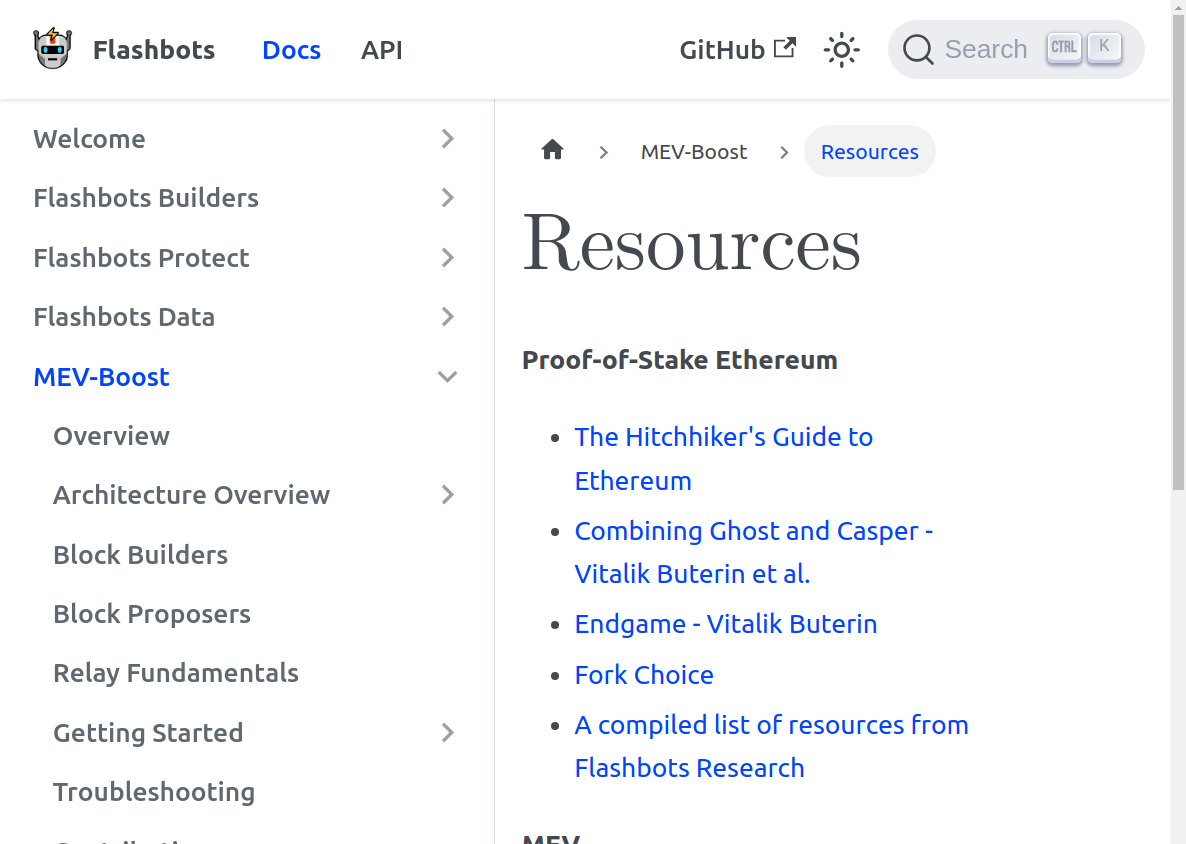 Flashbots Docs API GitHub Search CTRL K
Welcome
Flashbots Builders
Flashbots Protect
Flashbots Data
MEV-Boost
Overview
Architecture Overview
Block Builders
Block Proposers
Relay Fundamentals
Getting Started
Troubleshooting
MEV-Boost Resources
Resources
Proof-of-Stake Ethereum
The Hitchhiker's Guide to
Ethereum
Combining Ghost and Casper -
Vitalik Buterin et al.
Endgame - Vitalik Buterin
Fork Choice
A compiled list of resources from
Flashbots Research
MEV